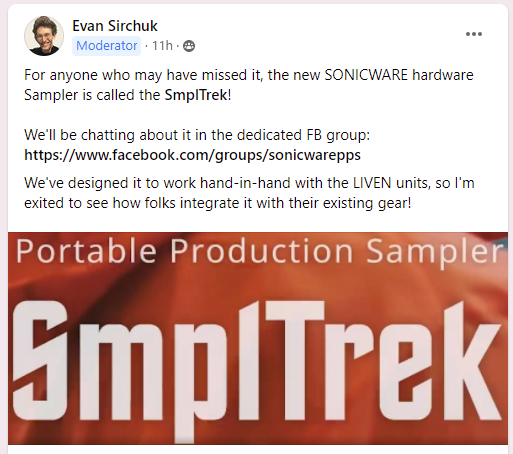 Evan Sirchuk
Moderator · 11h ·
For anyone who may have missed it, the new SONICWARE hardware
Sampler is called the SmplTrek!
We'll be chatting about it in the dedicated FB group:
https://www.facebook.com/groups/sonicwarepps
We've designed it to work hand-in-hand with the LIVEN units, so I'm
exited to see how folks integrate it with their existing gear!
Portable Production Sampler
SmplTrek